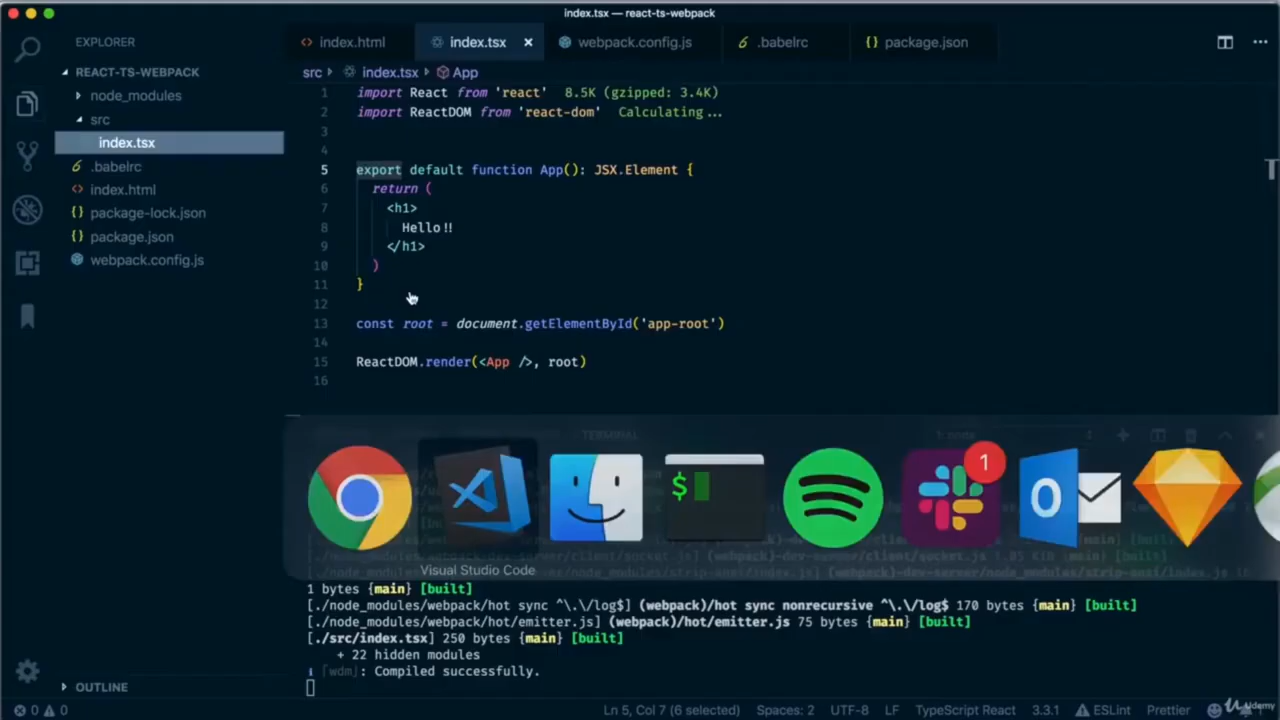 index.tsx — react-ts-webpack
EXPLORER
index.html
index.tsx
webpack.config.js
.babelrc
{} package.json
REACT-TS-WEBPACK
node_modules
src
index.tsx
.babelrc
index.html
{} package-lock.json
{} package.json
webpack.config.js
OUTLINE
src index.tsx App
1 import React from 'react' 8.5K (gzipped: 3.4K)
2 import ReactDOM from 'react-dom' Calculating...
3
4
5 export default function App(): JSX.Element {
6 return (
7 <h1>
8 Hello!!
9 </h1>
10 )
11 }
12
13 const root = document.getElementById('app-root')
14
15 ReactDOM.render(<App />, root)
16
TERMINAL
$
1
O
Visual Studio Code
1 bytes {main} [built]
[./node_modules/webpack/hot sync ^\.\/log$] (webpack)/hot sync nonrecursive ^\.\/log$ 170 bytes {main} [built]
[./node_modules/webpack/hot/emitter.js] (webpack)/hot/emitter.js 75 bytes {main} [built]
[./src/index.tsx] 250 bytes {main} [built]
+ 22 hidden modules
i ｢wdm｣: Compiled successfully.
0 0
Ln 5, Col 7 (6 selected)
Spaces: 2
UTF-8
LF
TypeScript React
3.3.1
ESLint
Prettier
Udemy